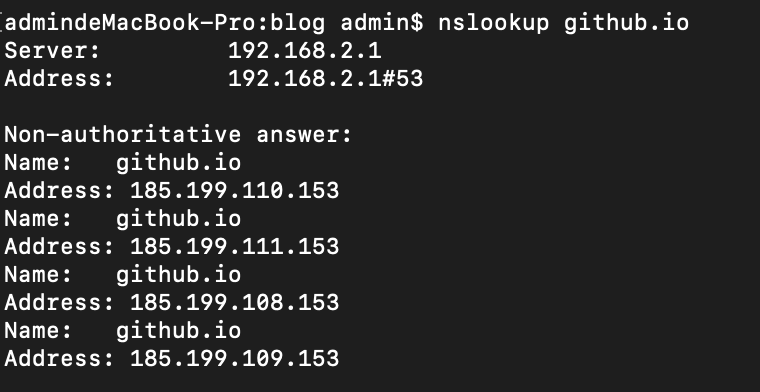 [admindeMacBook-Pro:blog admin$ nslookup github.io
Server:         192.168.2.1
Address:        192.168.2.1#53
Non-authoritative answer:
Name:   github.io
Address: 185.199.110.153
Name:   github.io
Address: 185.199.111.153
Name:   github.io
Address: 185.199.108.153
Name:   github.io
Address: 185.199.109.153